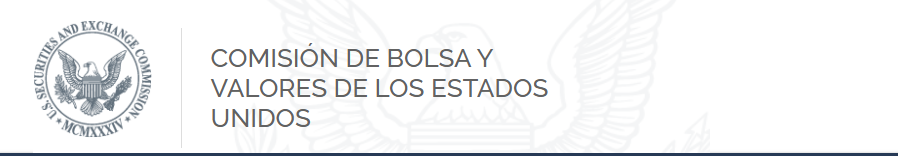 U.S. SECURITIES AND EXCHANGE COMMISSION
MCMXXXIV
COMISIÓN DE BOLSA Y
VALORES DE LOS ESTADOS
UNIDOS